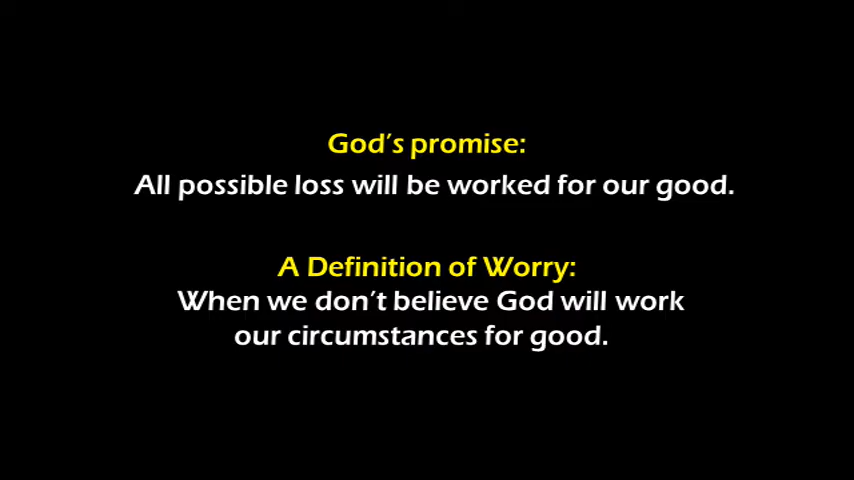 God's promise:
All possible loss will be worked for our good.
A Definition of Worry:
When we don't believe God will work
our circumstances for good.